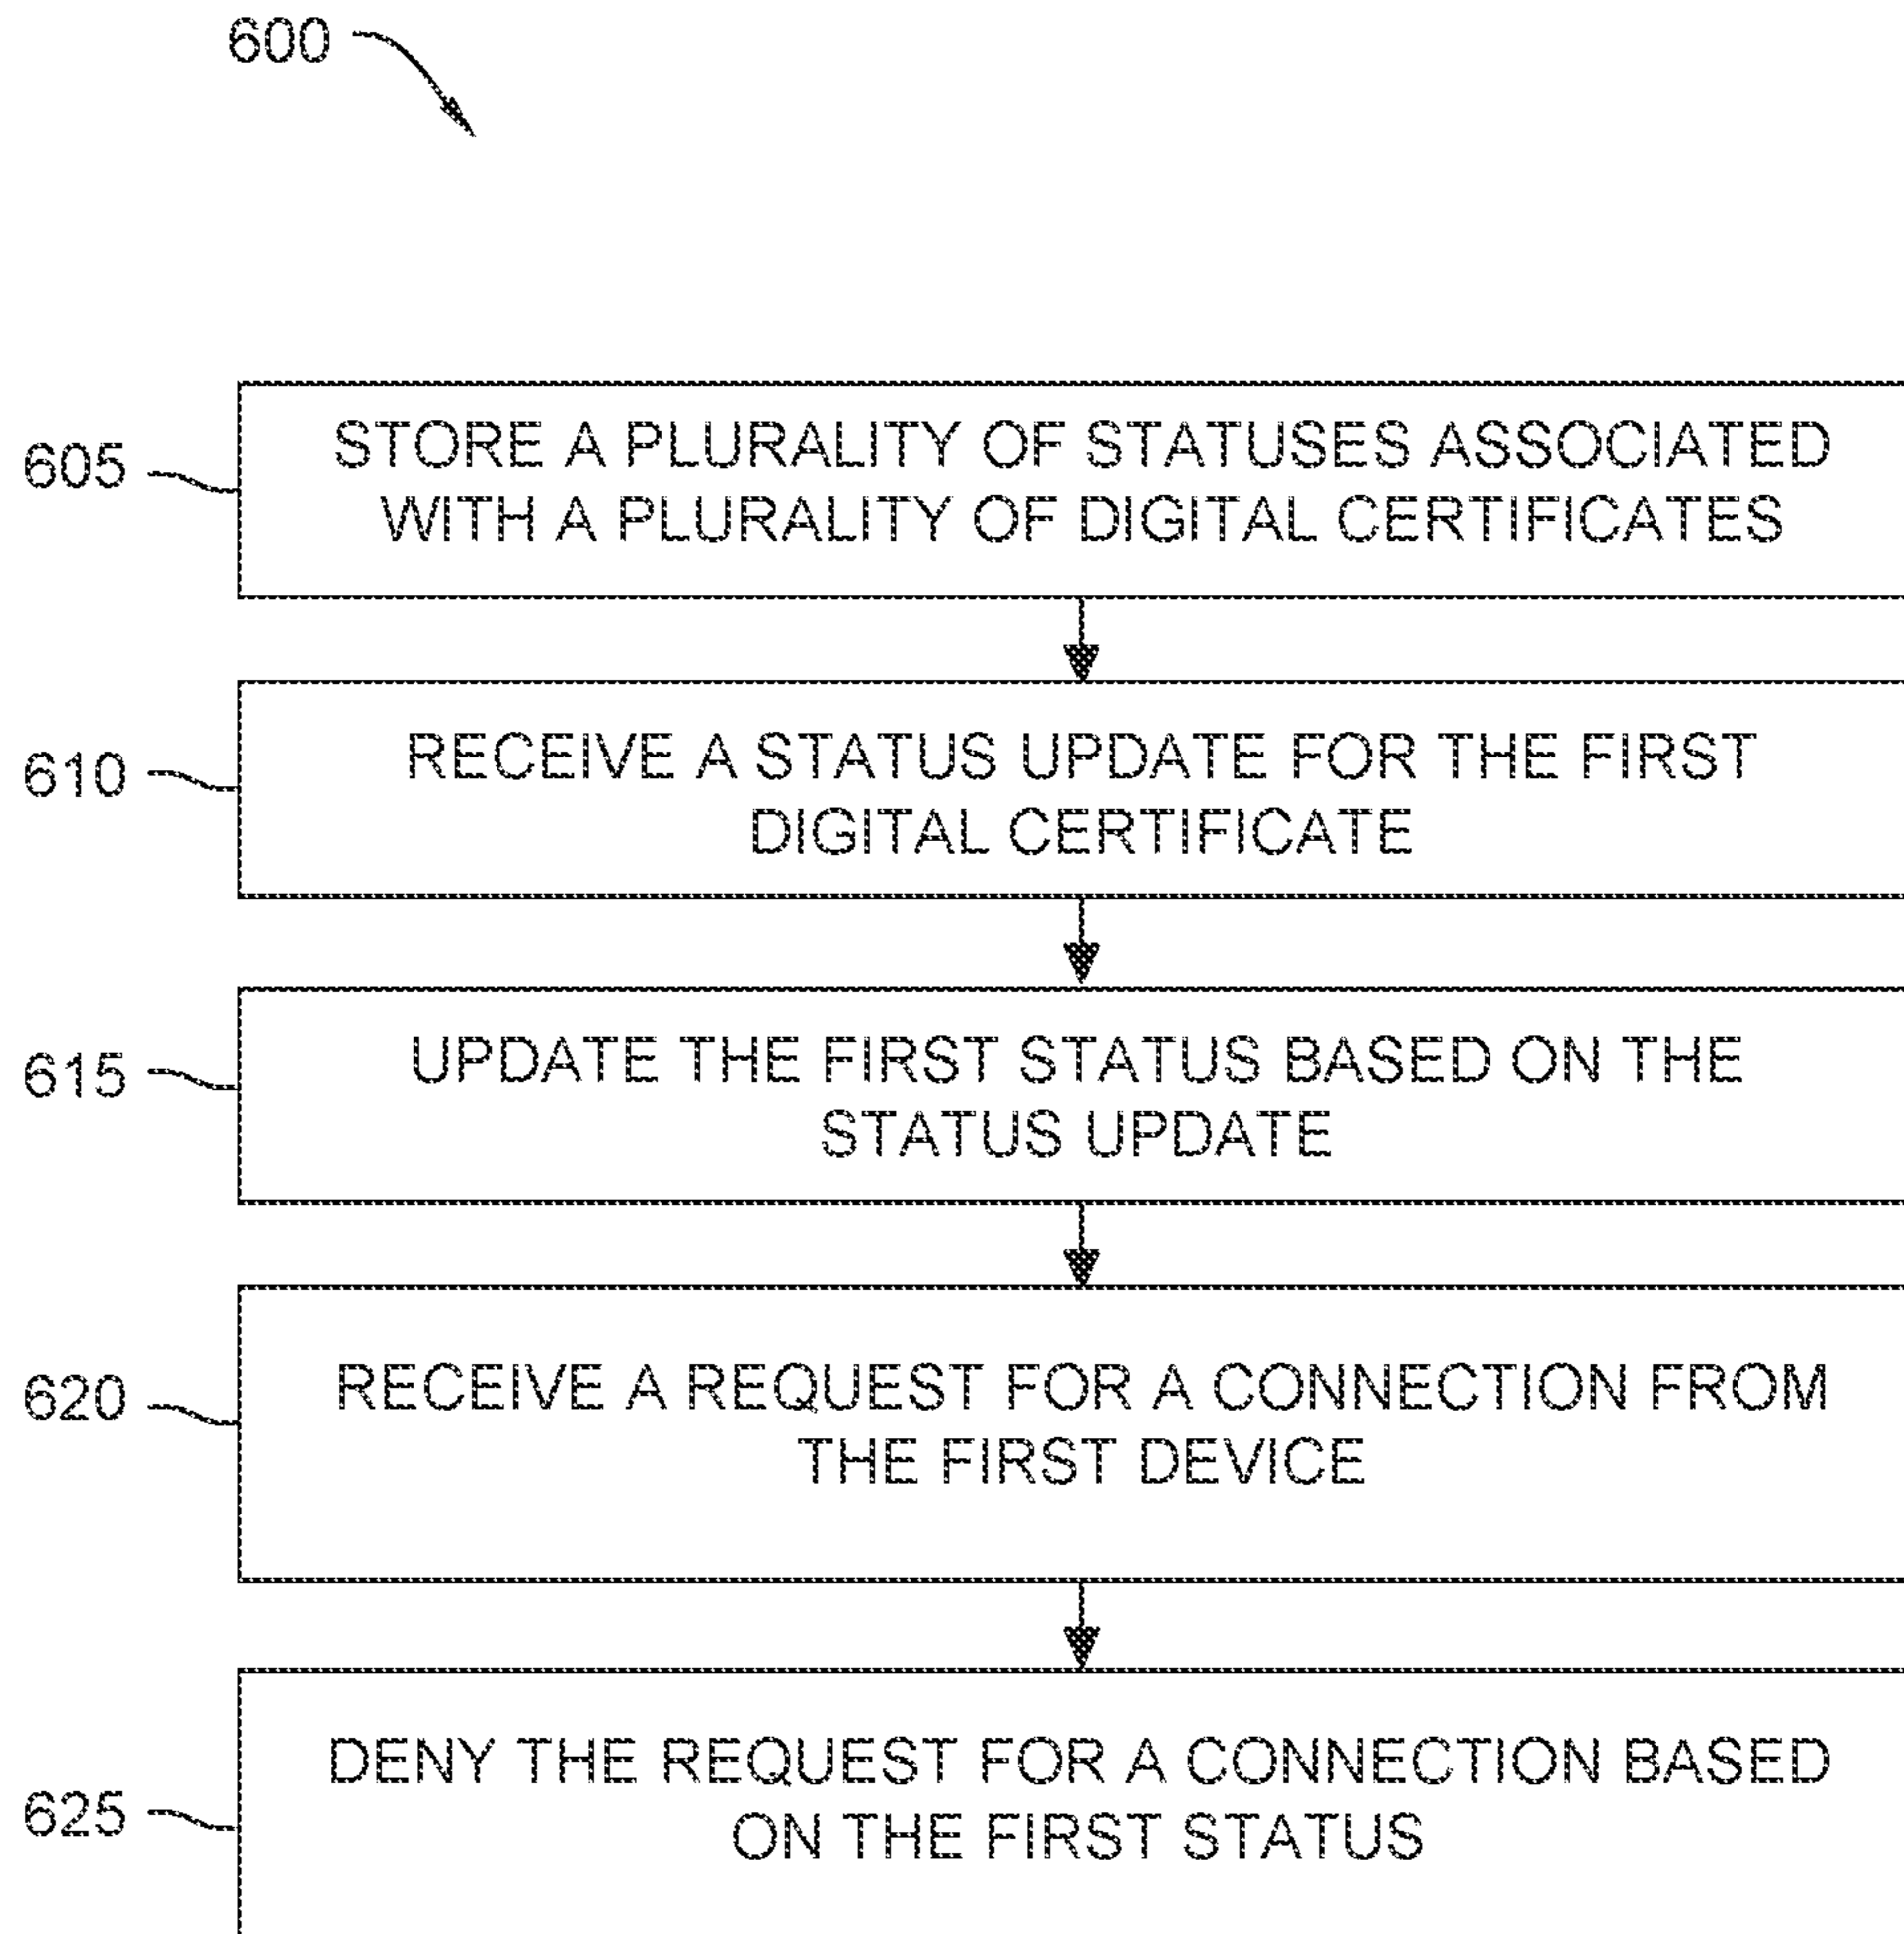 600
605
STORE A PLURALITY OF STATUSES ASSOCIATED
WITH A PLURALITY OF DIGITAL CERTIFICATES
610
RECEIVE A STATUS UPDATE FOR THE FIRST
DIGITAL CERTIFICATE
615
UPDATE THE FIRST STATUS BASED ON THE
STATUS UPDATE
620
RECEIVE A REQUEST FOR A CONNECTION FROM
THE FIRST DEVICE
625
DENY THE REQUEST FOR A CONNECTION BASED
ON THE FIRST STATUS